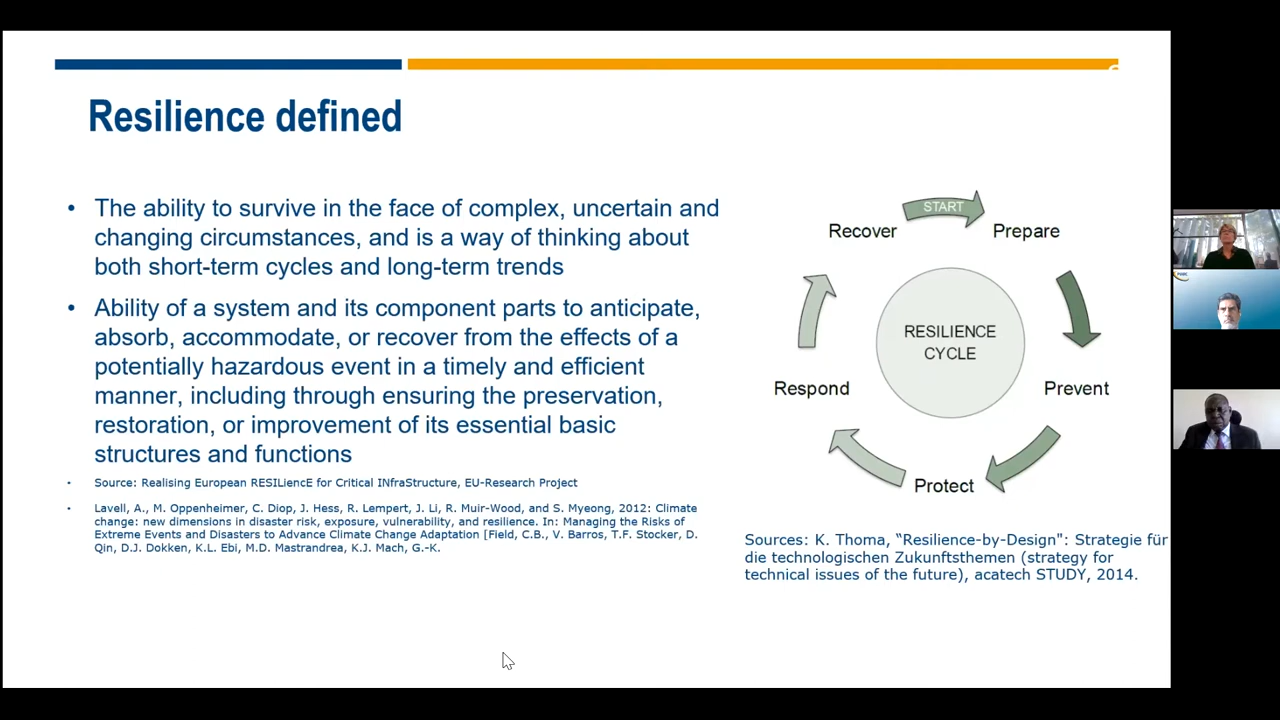 Resilience defined
• The ability to survive in the face of complex, uncertain and
changing circumstances, and is a way of thinking about
both short-term cycles and long-term trends
• Ability of a system and its component parts to anticipate,
absorb, accommodate, or recover from the effects of a
potentially hazardous event in a timely and efficient
manner, including through ensuring the preservation,
restoration, or improvement of its essential basic
structures and functions
• Source: Realising European RESILiencE for Critical INfraStructure, EU-Research Project
• Lavell, A., M. Oppenheimer, C. Diop, J. Hess, R. Lempert, J. Li, R. Muir-Wood, and S. Myeong, 2012: Climate
change: new dimensions in disaster risk, exposure, vulnerability, and resilience. In: Managing the Risks of
Extreme Events and Disasters to Advance Climate Change Adaptation [Field, C.B., V. Barros, T.F. Stocker, D.
Qin, D.J. Dokken, K.L. Ebi, M.D. Mastrandrea, K.J. Mach, G.-K.
START
Recover
Prepare
RESILIENCE
CYCLE
Respond
Prevent
Protect
Sources: K. Thoma, “Resilience-by-Design": Strategie für
die technologischen Zukunftsthemen (strategy for
technical issues of the future), acatech STUDY, 2014.